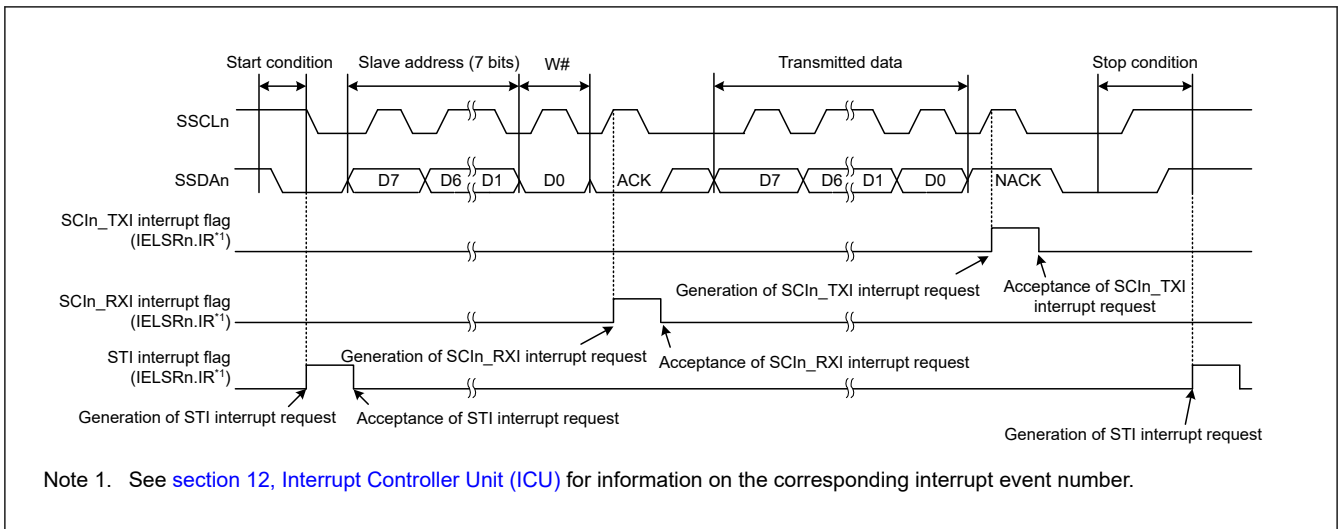 Start condition Slave address (7 bits) W# Transmitted data Stop condition
SSCLn
SSDAn D7 D6 D1 D0 ACK D7 D6 D1 D0 NACK
SCIn_TXI interrupt flag
(IELSRn.IR*1)
Generation of SCIn_TXI interrupt request
Acceptance of SCIn_TXI
interrupt request
SCIn_RXI interrupt flag
(IELSRn.IR*1)
Generation of SCIn_RXI interrupt request
Acceptance of SCIn_RXI interrupt request
STI interrupt flag
(IELSRn.IR*1)
Generation of STI interrupt request
Acceptance of STI interrupt request
Generation of STI interrupt request
Note 1. See section 12, Interrupt Controller Unit (ICU) for information on the corresponding interrupt event number.